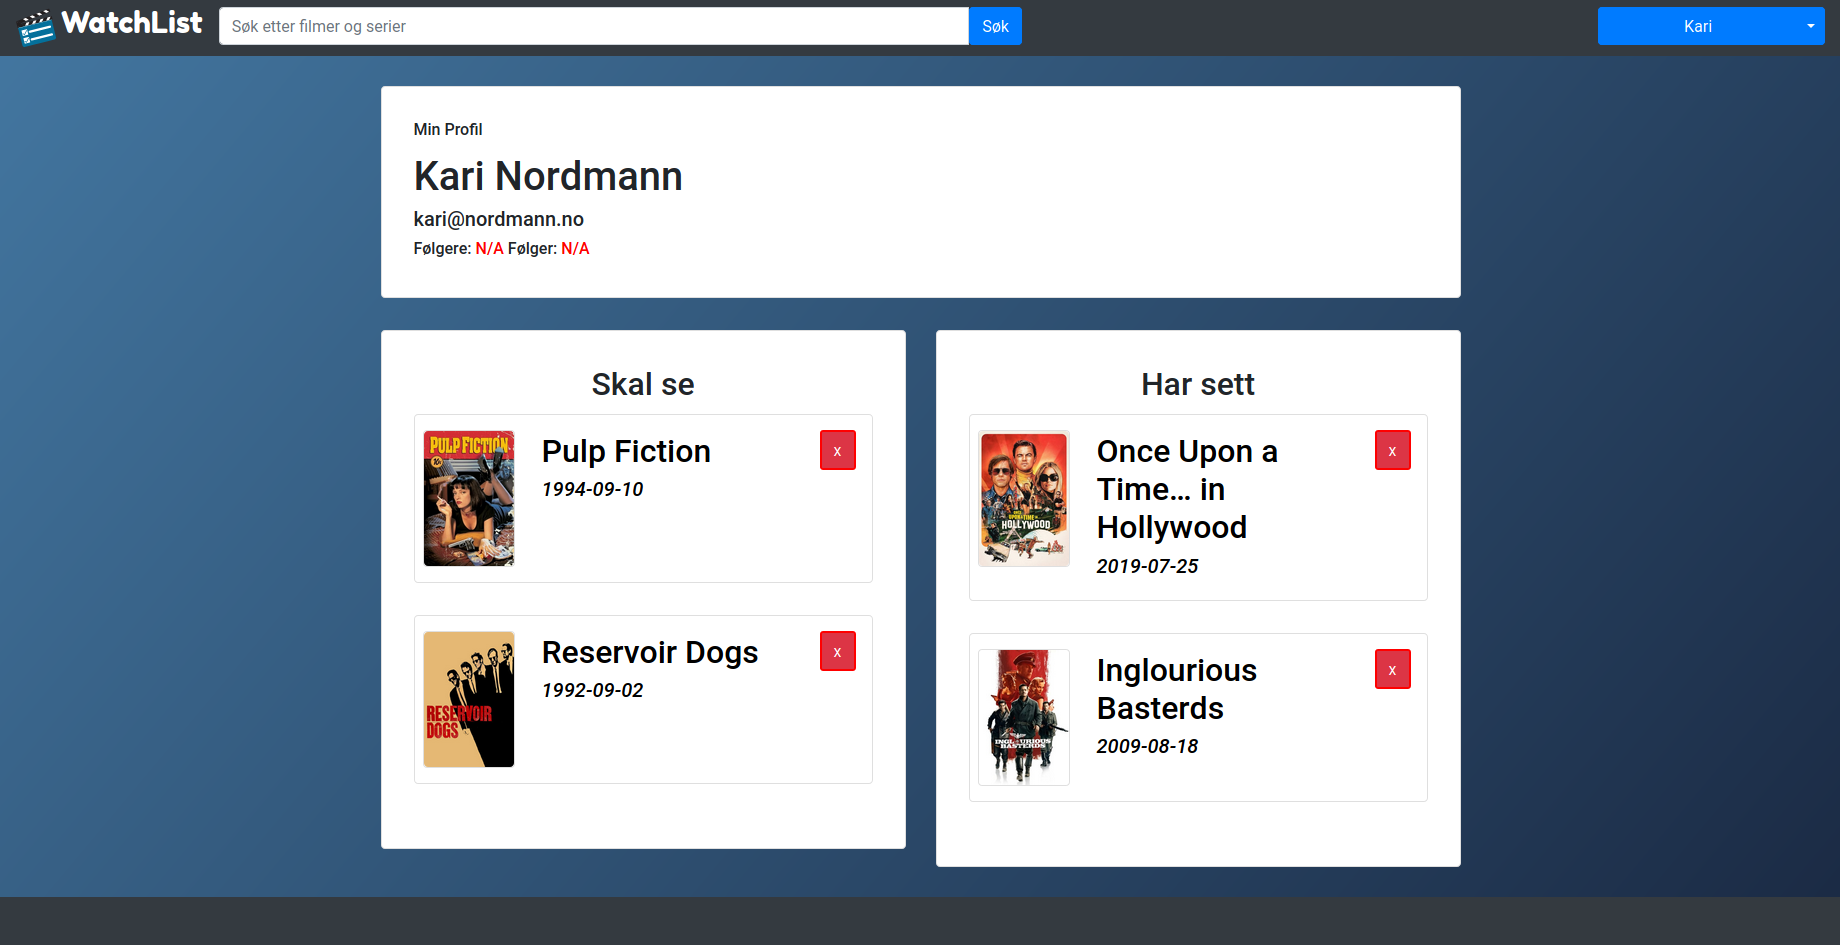 WatchList
Søk etter filmer og serier
Søk
Kari
Min Profil
Kari Nordmann
kari@nordmann.no
Følgere: N/A Følger: N/A
Skal se
PULP FICTION
10¢
Pulp Fiction
x
1994-09-10
RESERVOIR
DOGS
Reservoir Dogs
x
1992-09-02
Har sett
ONCE
UPON A TIME IN
HOLLYWOOD
Once Upon a
Time… in
Hollywood
x
2019-07-25
INGLOURIOUS
BASTERDS
Inglourious
Basterds
x
2009-08-18